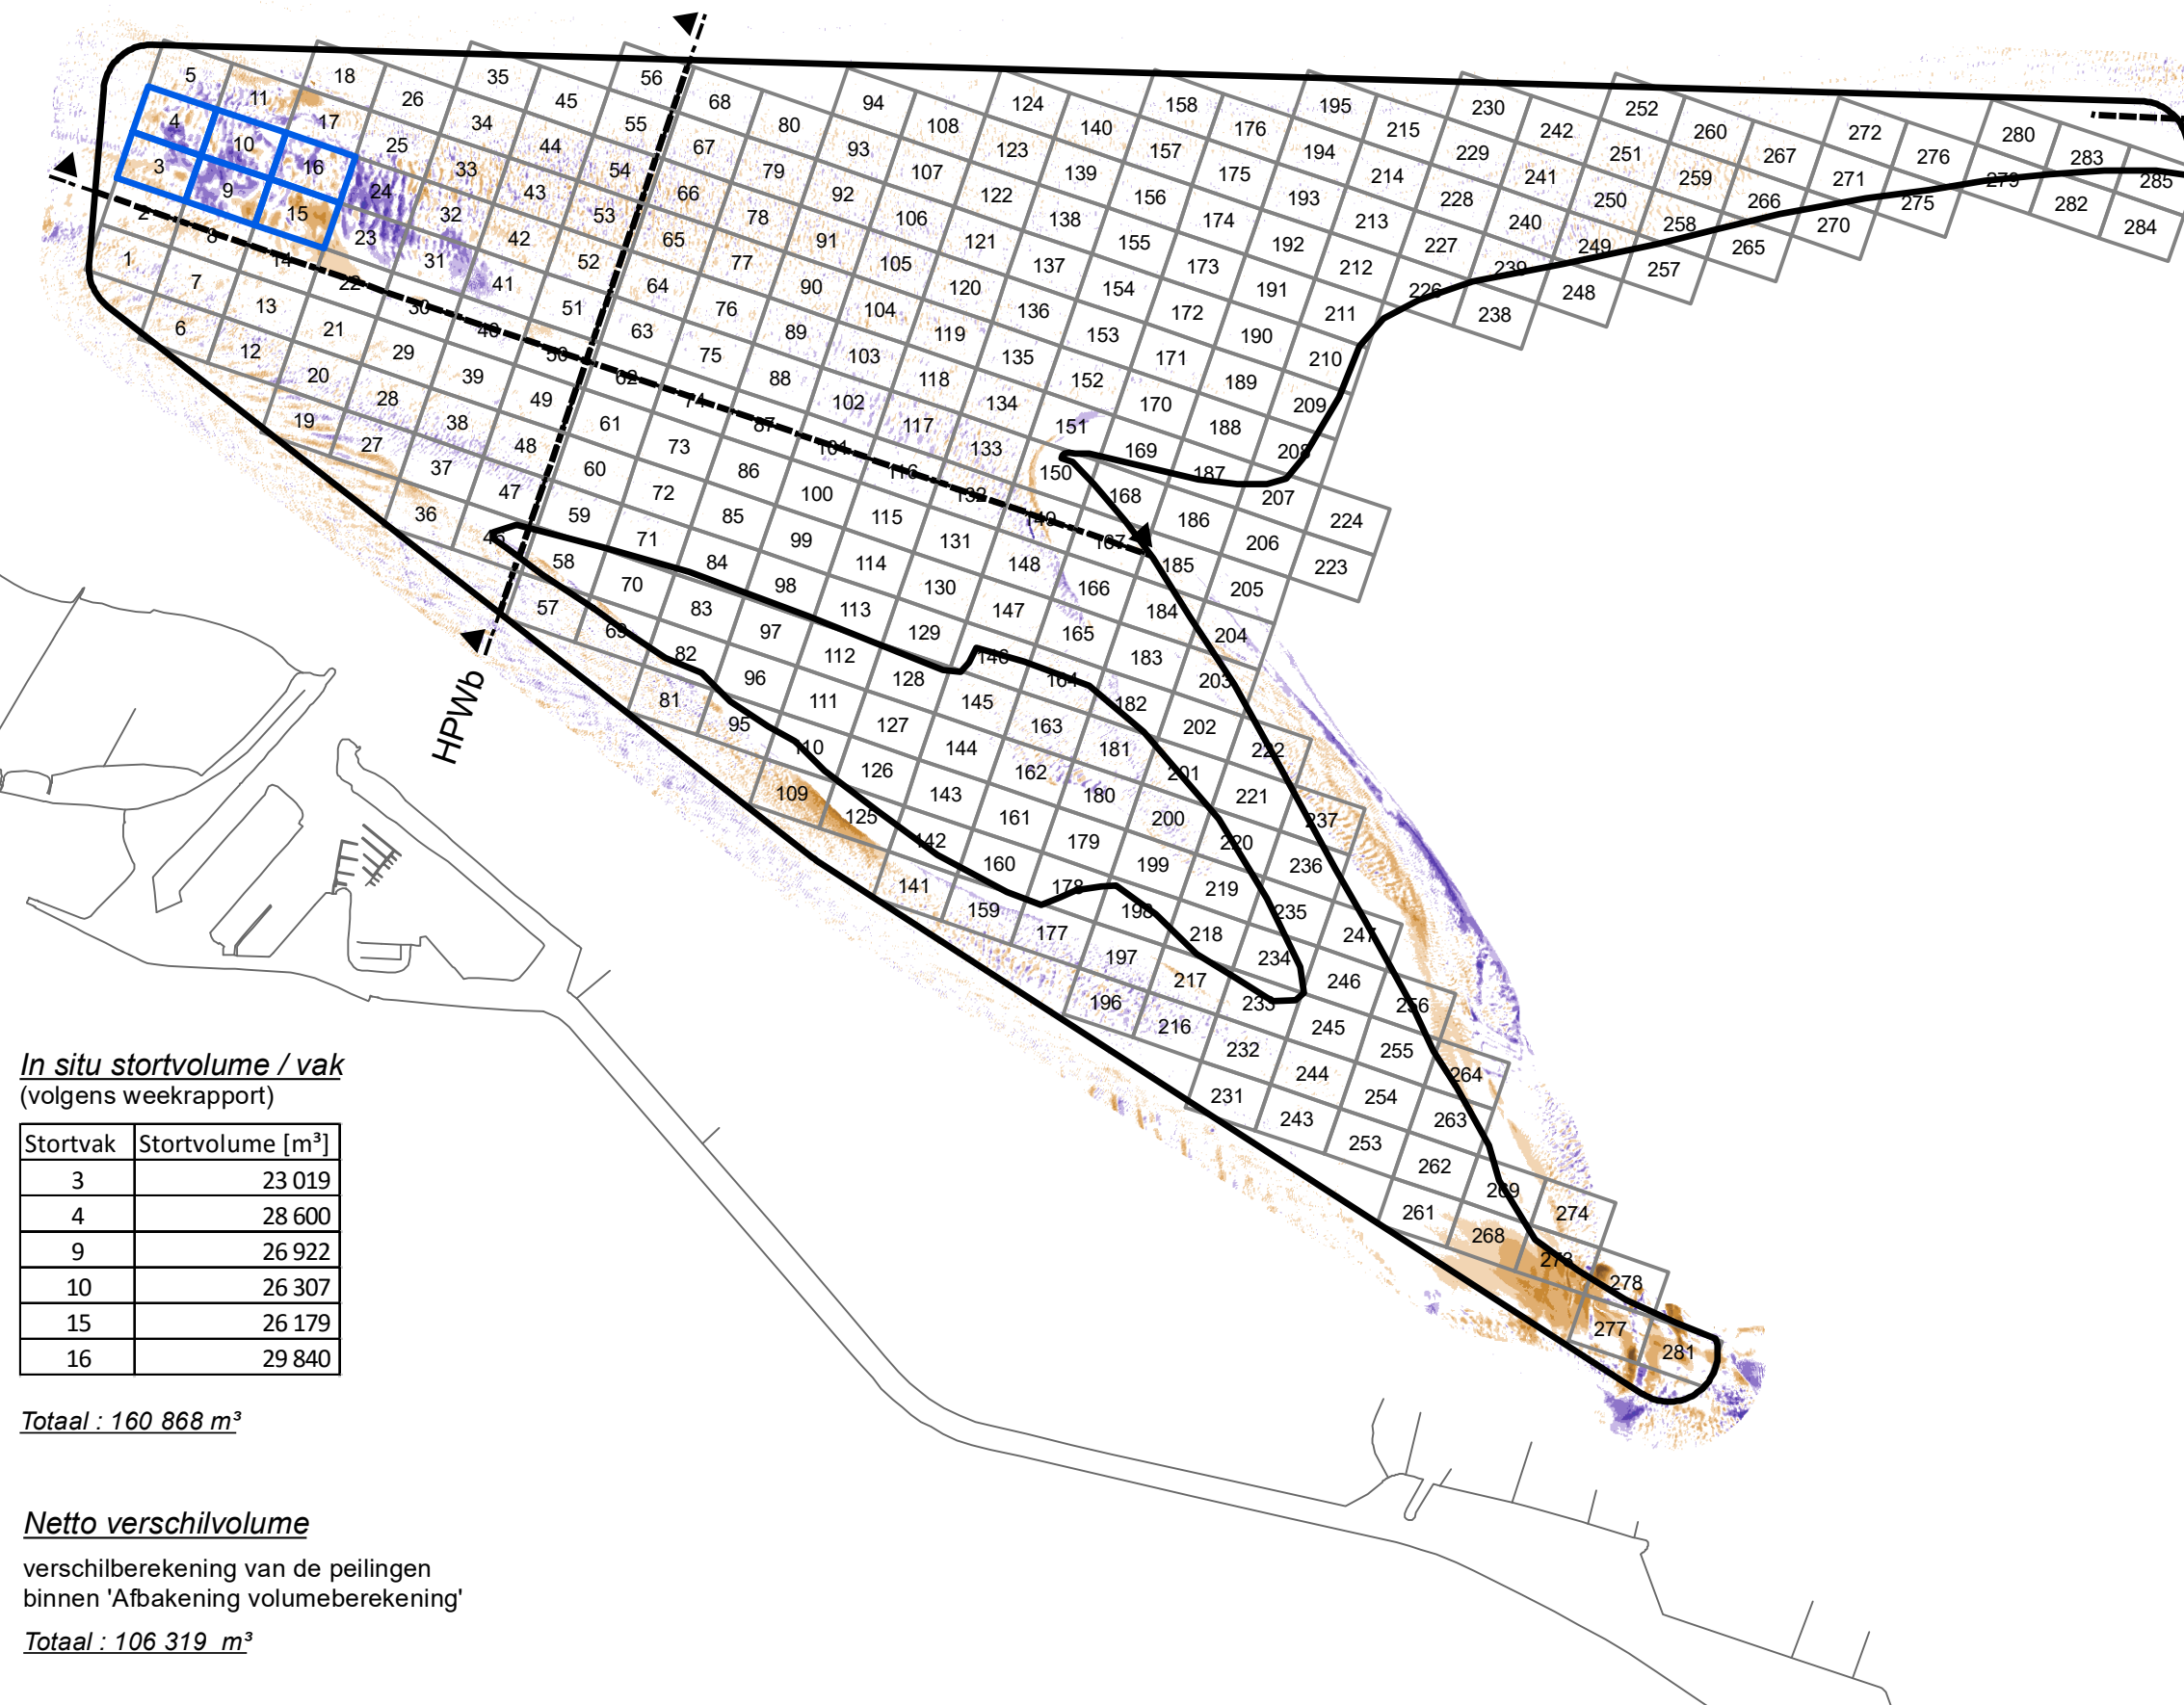 5 18 35 56
11 26 45 68 94 124 158 195 230 252
4 17 34 55 80 108 140 176 215 242 260 272 280
10 25 44 67 93 123 157 194 229 251 267 276 283
3 16 33 54 79 107 139 175 214 241 259 271 279 285
9 24 43 66 92 122 156 193 228 250 266 275 282
2 15 32 53 78 106 138 174 213 240 258 270 284
8 23 42 65 91 121 155 192 227 249 265
1 14 31 52 77 105 137 173 212 239 257
7 22 41 64 90 120 154 191 226 248
13 30 51 76 104 136 172 211 238
6 21 40 63 89 119 153 190
12 29 50 75 103 135 171 210
20 39 62 88 118 152 189
28 49 74 102 134 170 209
19 38 61 87 117 151 188
27 48 73 101 133 169 208
37 60 86 116 150 187
47 72 100 132 168 207
36 59 85 115 149 186 224
46 71 99 131 167 206
58 84 114 148 185 223
70 98 130 166 205
57 83 113 147 184
69 97 129 165 204
82 112 146 183
96 128 164 203
81 111 145 182
95 127 163 202
110 144 181 222
126 162 201
109 143 180 221
125 161 200 237
142 179 220
160 199 236
141 178 219
159 198 235
177 218 247
197 234
217 246
196 233 256
216 245
232 255
244 264
231 254
243 263
253
262
269
261 274
268
273
278
277
281
HPWb
In situ stortvolume / vak
(volgens weekrapport)
Stortvak Stortvolume [m³]
3 23 019
4 28 600
9 26 922
10 26 307
15 26 179
16 29 840
Totaal : 160 868 m³
Netto verschilvolume
verschilberekening van de peilingen
binnen 'Afbakening volumeberekening'
Totaal : 106 319 m³